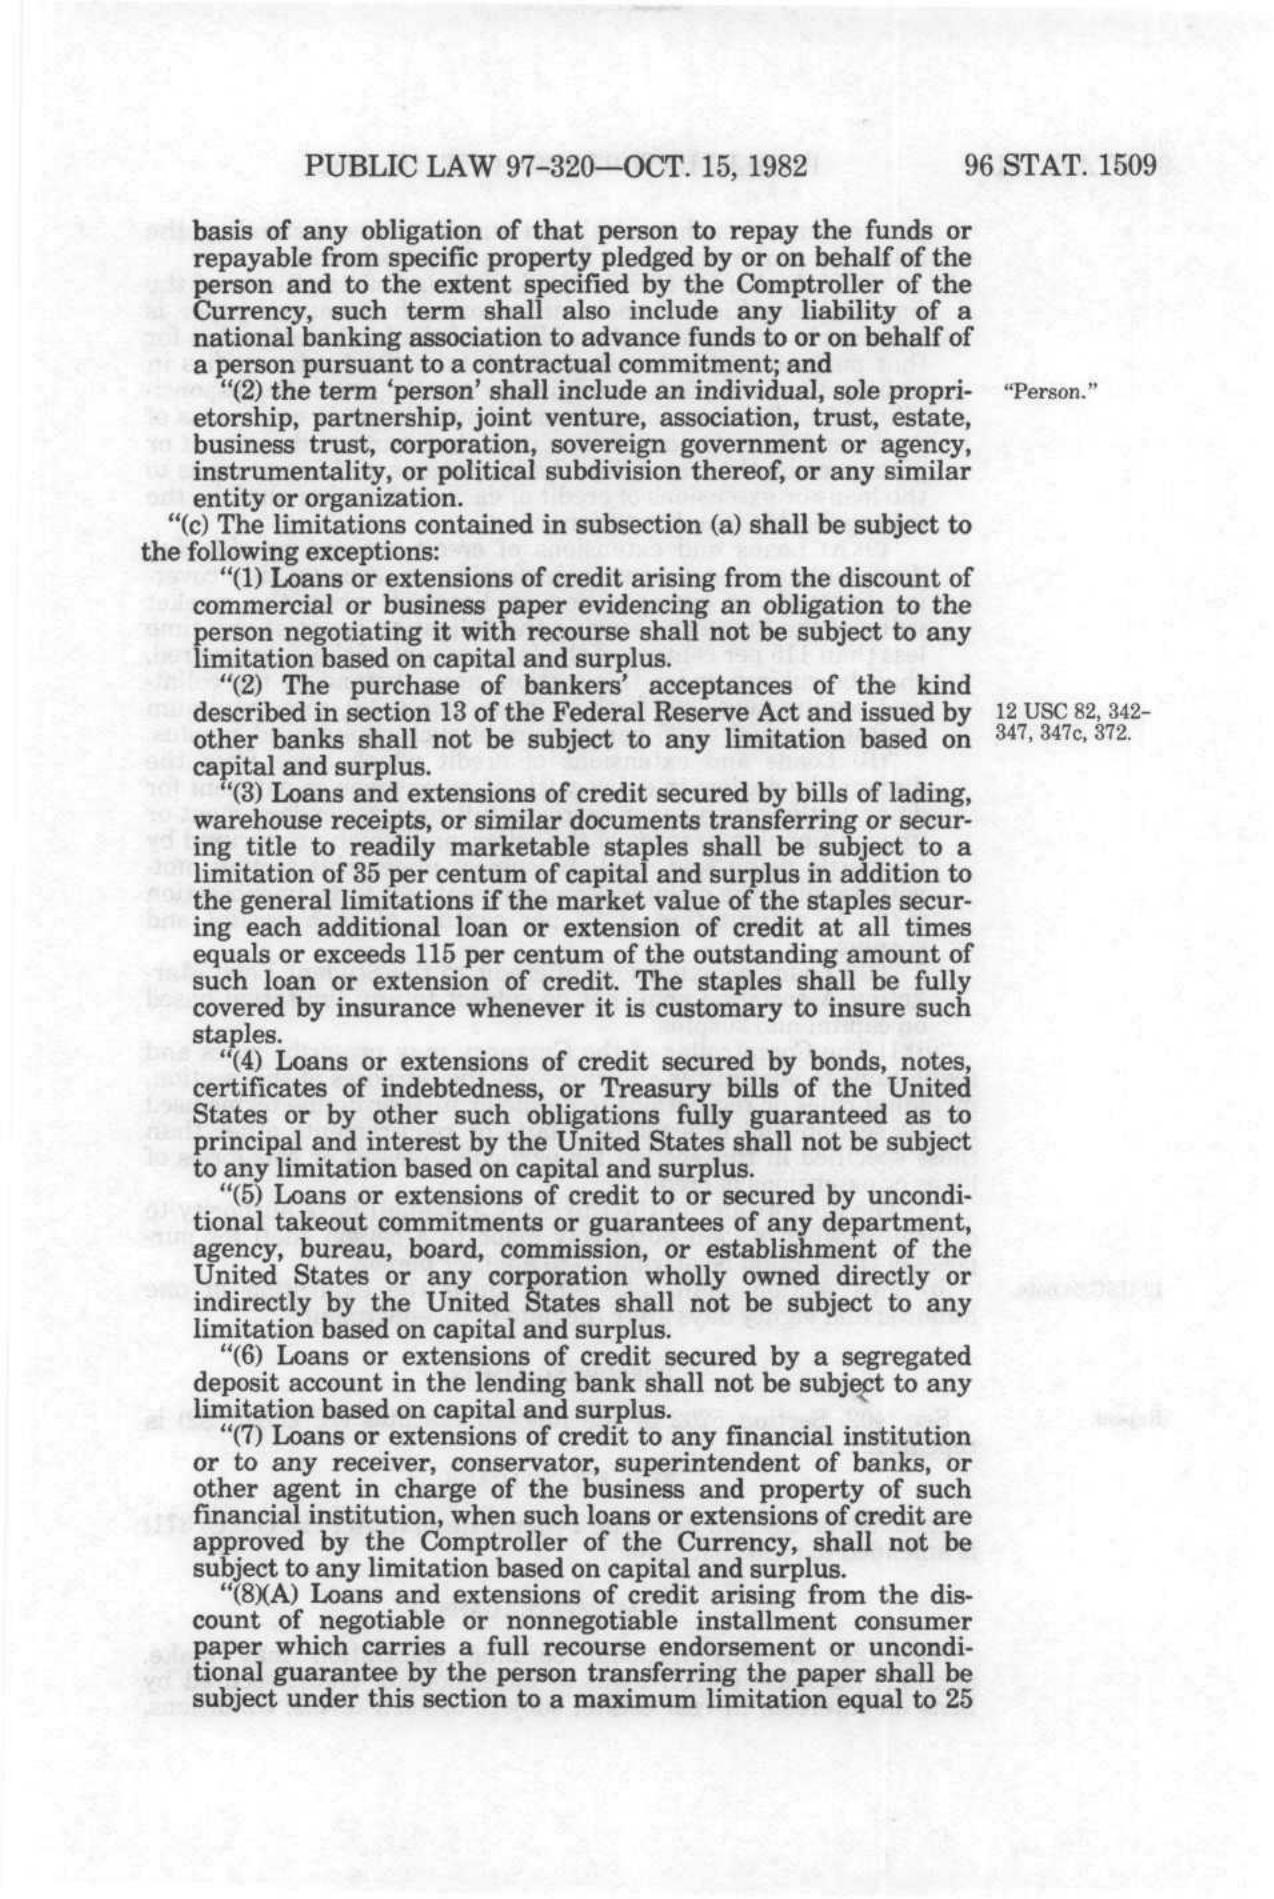 PUBLIC LAW 97–320—OCT. 15, 1982 96 STAT. 1509
basis of any obligation of that person to repay the funds or
repayable from specific property pledged by or on behalf of the
person and to the extent specified by the Comptroller of the
Currency, such term shall also include any liability of a
national banking association to advance funds to or on behalf of
a person pursuant to a contractual commitment; and
“(2) the term ‘person’ shall include an individual, sole propri- “Person.”
etorship, partnership, joint venture, association, trust, estate,
business trust, corporation, sovereign government or agency,
instrumentality, or political subdivision thereof, or any similar
entity or organization.
“(c) The limitations contained in subsection (a) shall be subject to
the following exceptions:
“(1) Loans or extensions of credit arising from the discount of
commercial or business paper evidencing an obligation to the
person negotiating it with recourse shall not be subject to any
limitation based on capital and surplus.
“(2) The purchase of bankers’ acceptances of the kind
described in section 13 of the Federal Reserve Act and issued by 12 USC 82, 342–
other banks shall not be subject to any limitation based on 347, 347c, 372.
capital and surplus.
“(3) Loans and extensions of credit secured by bills of lading,
warehouse receipts, or similar documents transferring or secur-
ing title to readily marketable staples shall be subject to a
limitation of 35 per centum of capital and surplus in addition to
the general limitations if the market value of the staples secur-
ing each additional loan or extension of credit at all times
equals or exceeds 115 per centum of the outstanding amount of
such loan or extension of credit. The staples shall be fully
covered by insurance whenever it is customary to insure such
staples.
“(4) Loans or extensions of credit secured by bonds, notes,
certificates of indebtedness, or Treasury bills of the United
States or by other such obligations fully guaranteed as to
principal and interest by the United States shall not be subject
to any limitation based on capital and surplus.
“(5) Loans or extensions of credit to or secured by uncondi-
tional takeout commitments or guarantees of any department,
agency, bureau, board, commission, or establishment of the
United States or any corporation wholly owned directly or
indirectly by the United States shall not be subject to any
limitation based on capital and surplus.
“(6) Loans or extensions of credit secured by a segregated
deposit account in the lending bank shall not be subject to any
limitation based on capital and surplus.
“(7) Loans or extensions of credit to any financial institution
or to any receiver, conservator, superintendent of banks, or
other agent in charge of the business and property of such
financial institution, when such loans or extensions of credit are
approved by the Comptroller of the Currency, shall not be
subject to any limitation based on capital and surplus.
“(8)(A) Loans and extensions of credit arising from the dis-
count of negotiable or nonnegotiable installment consumer
paper which carries a full recourse endorsement or uncondi-
tional guarantee by the person transferring the paper shall be
subject under this section to a maximum limitation equal to 25